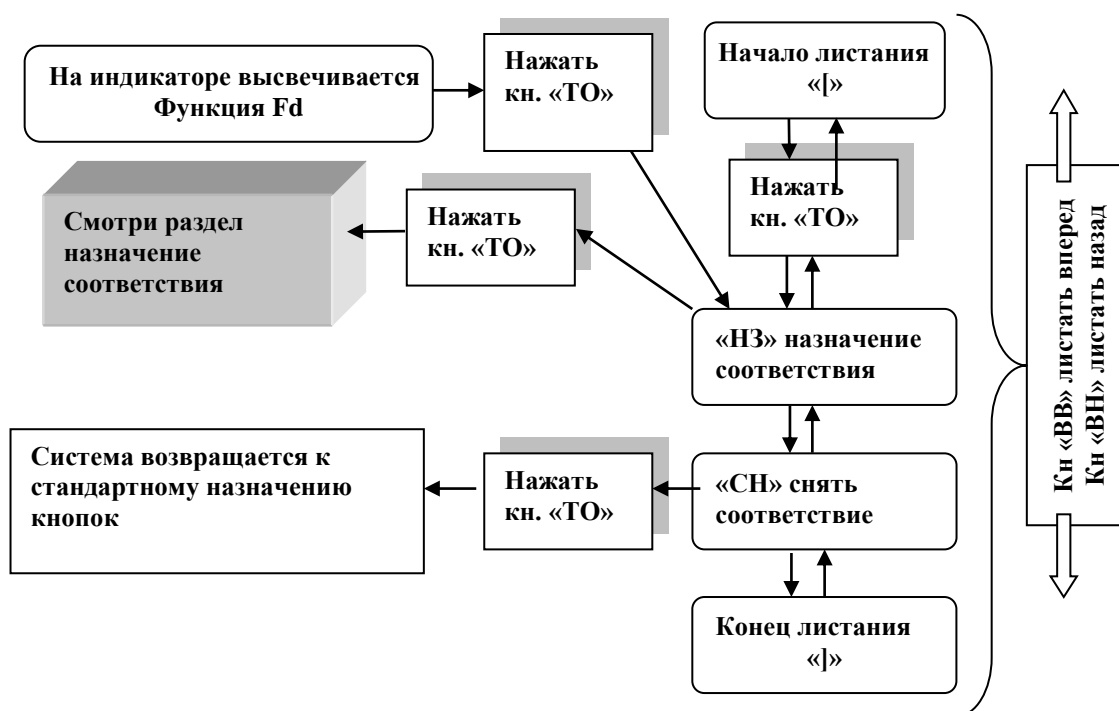 На индикаторе высвечивается
Функция Fd
Нажать
кн. «ТО»
Начало листания
«[»
Нажать
кн. «ТО»
Смотри раздел
назначение
соответствия
Нажать
кн. «ТО»
«НЗ» назначение
соответствия
Система возвращается к
стандартному назначению
кнопок
Нажать
кн. «ТО»
«СН» снять
соответствие
Конец листания
«]»
Кн «ВВ» листать вперед
Кн «ВН» листать назад